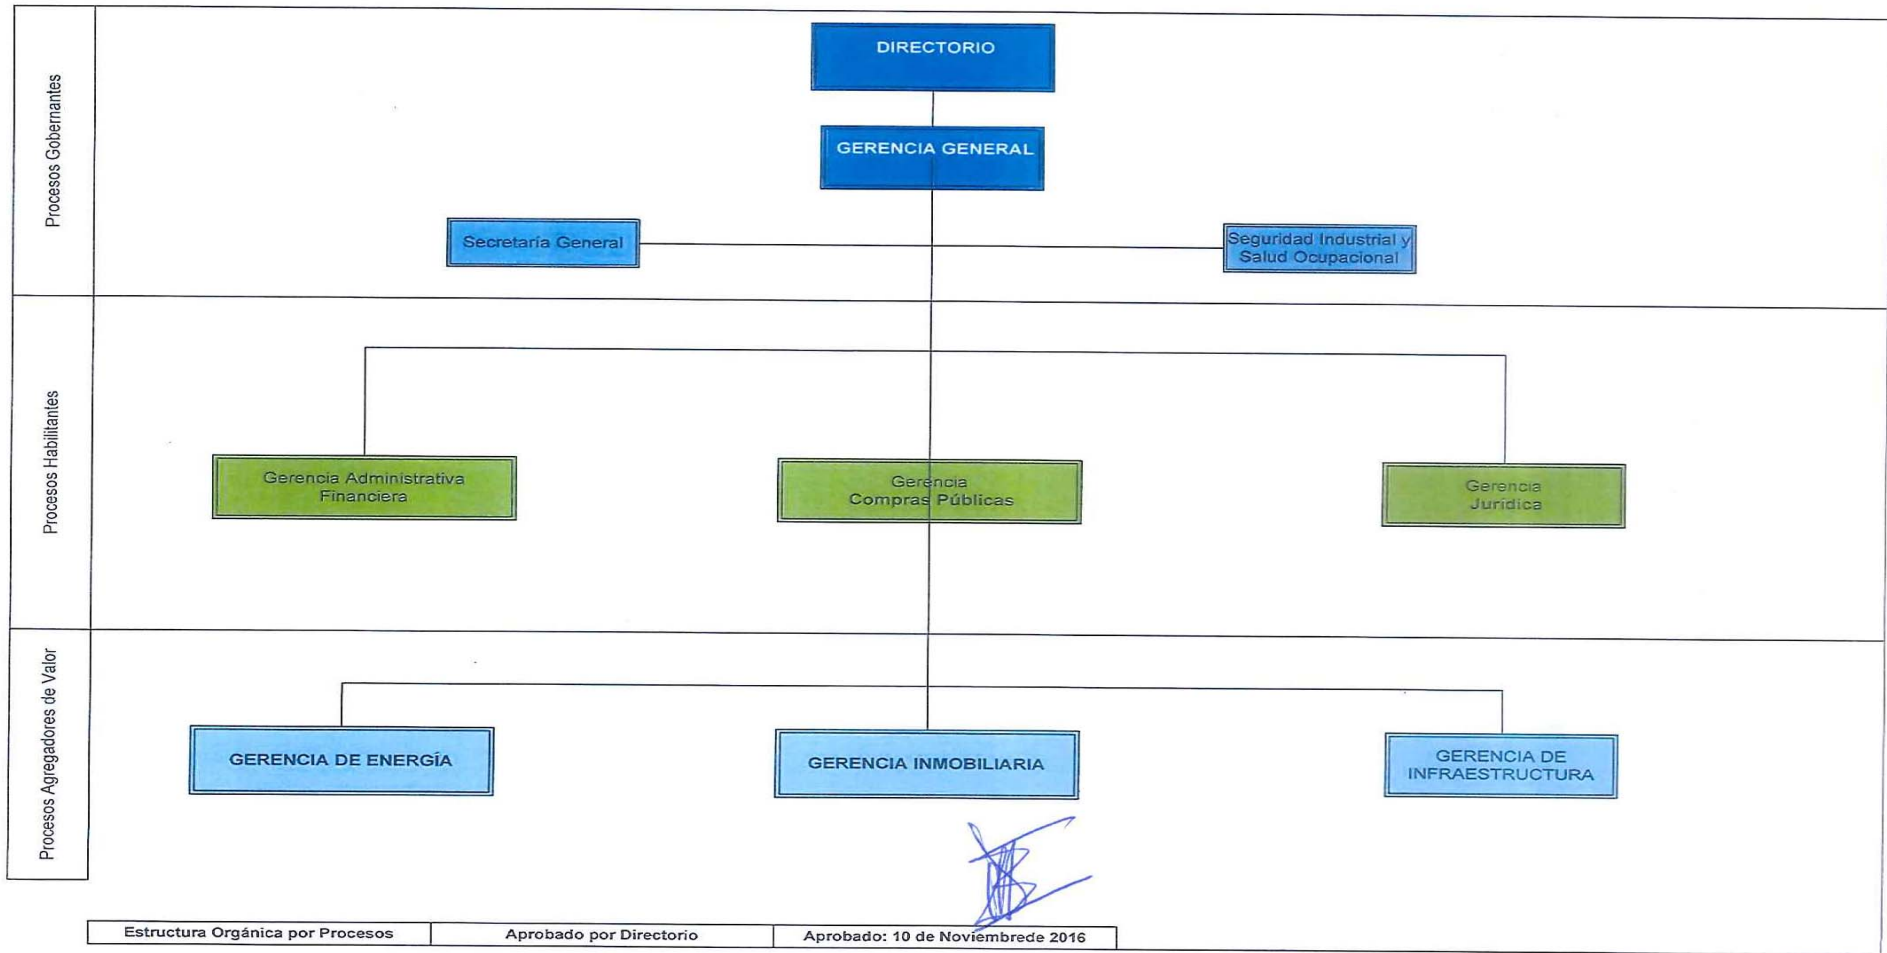 Procesos Gobernantes
DIRECTORIO
GERENCIA GENERAL
Secretaría General
Seguridad Industrial y
Salud Ocupacional
Procesos Habilitantes
Gerencia Administrativa
Financiera
Gerencia
Compras Públicas
Gerencia
Jurídica
Procesos Agregadores de Valor
GERENCIA DE ENERGÍA
GERENCIA INMOBILIARIA
GERENCIA DE
INFRAESTRUCTURA
Estructura Orgánica por Procesos
Aprobado por Directorio
Aprobado: 10 de Noviembrede 2016